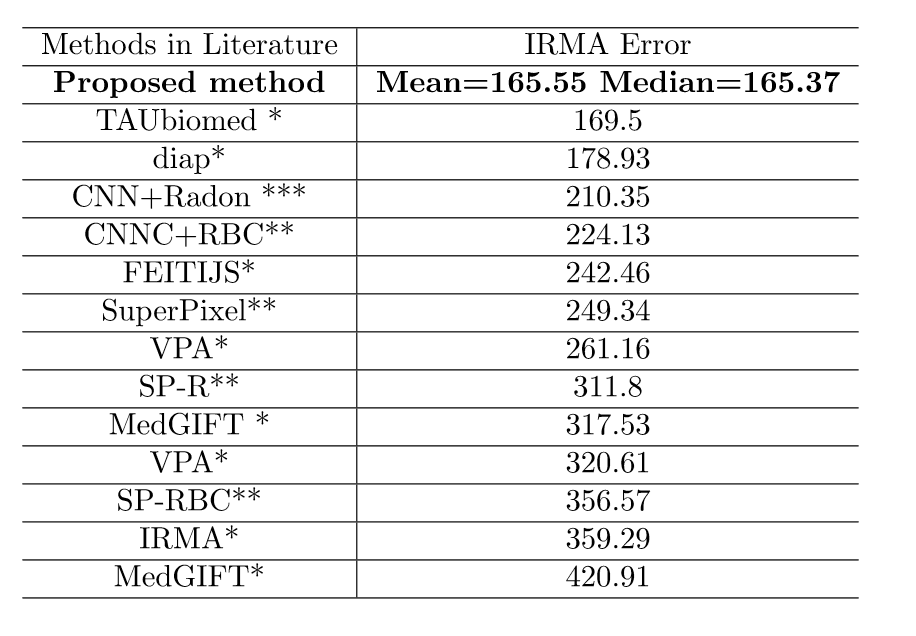 Methods in Literature IRMA Error
Proposed method Mean=165.55 Median=165.37
TAUbiomed * 169.5
diap* 178.93
CNN+Radon *** 210.35
CNNC+RBC** 224.13
FEITIJS* 242.46
SuperPixel** 249.34
VPA* 261.16
SP-R** 311.8
MedGIFT * 317.53
VPA* 320.61
SP-RBC** 356.57
IRMA* 359.29
MedGIFT* 420.91